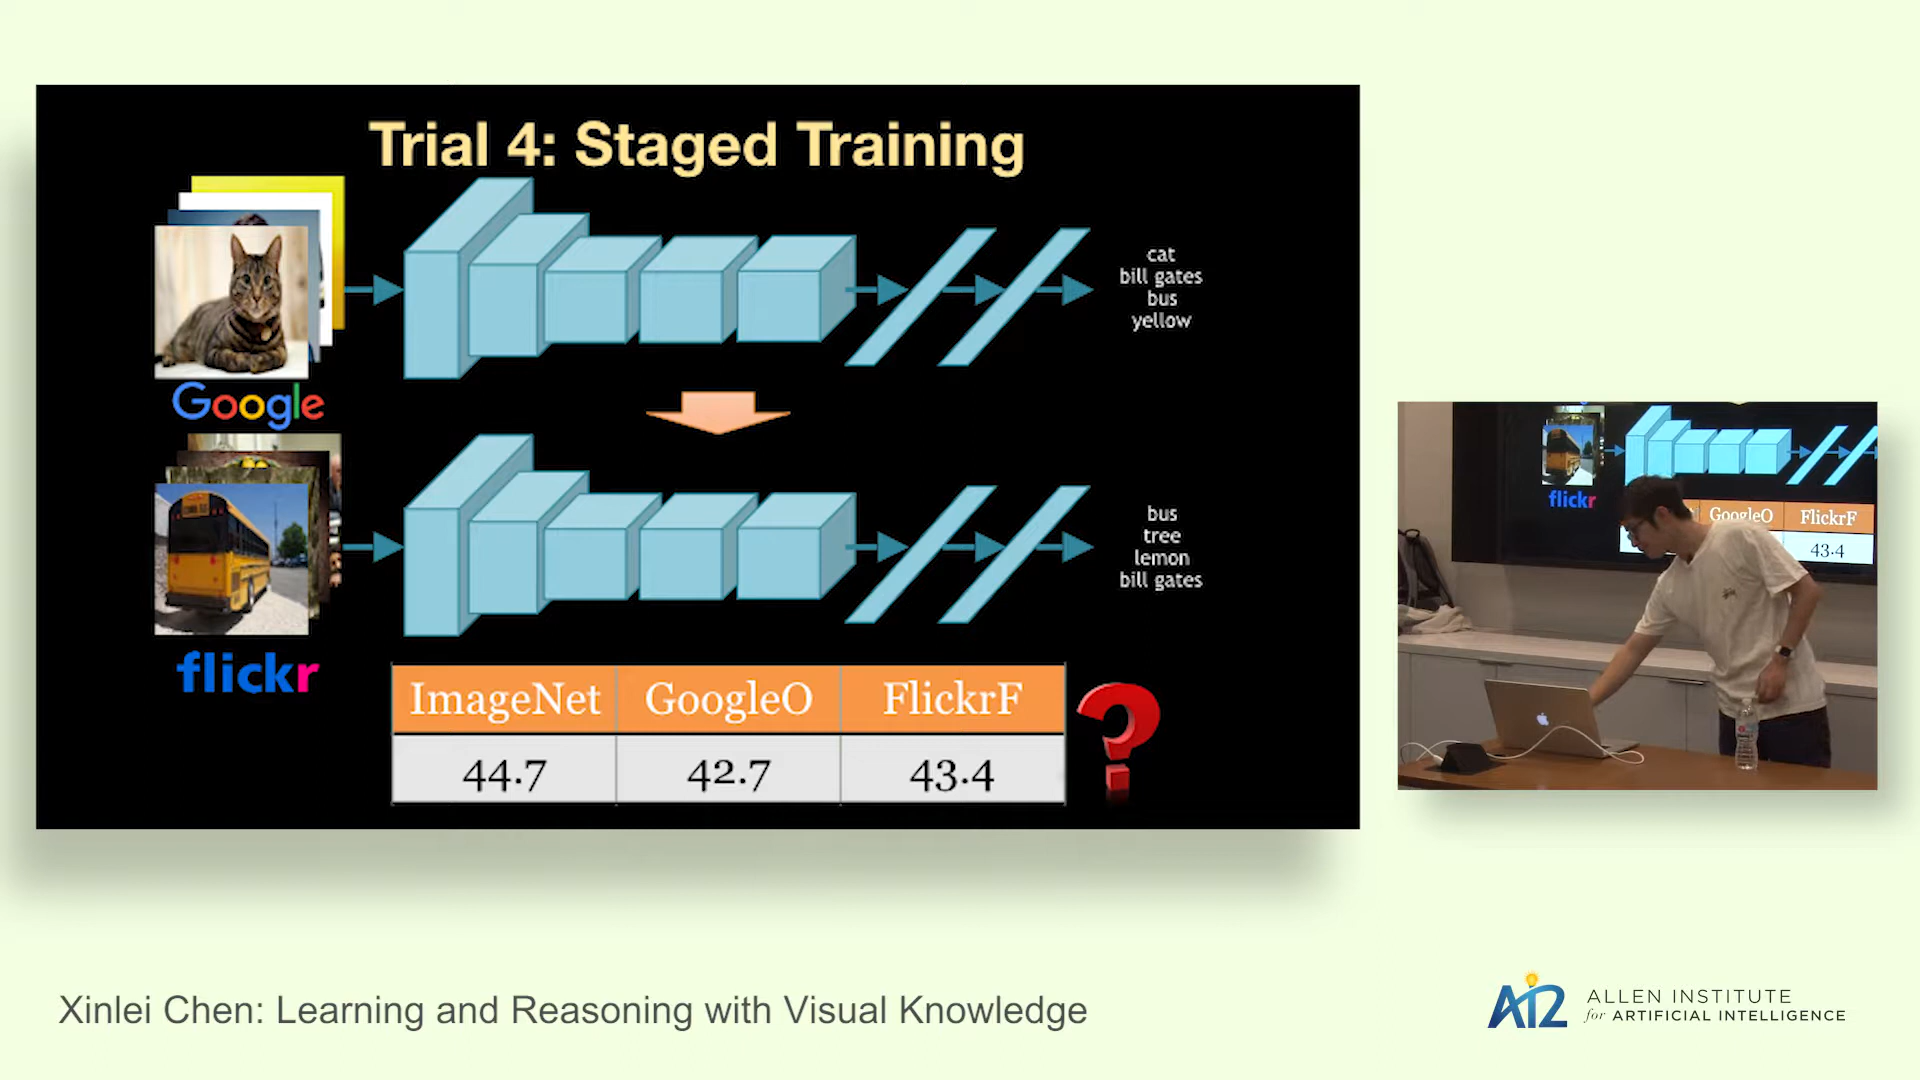 Trial 4: Staged Training
cat
bill gates
bus
yellow
Google
bus
tree
lemon
bill gates
flickr
ImageNet GoogleO FlickrF
44.7 42.7 43.4
?
flickr
GoogleO FlickrF
43.4
Xinlei Chen: Learning and Reasoning with Visual Knowledge
AI2 ALLEN INSTITUTE
for ARTIFICIAL INTELLIGENCE